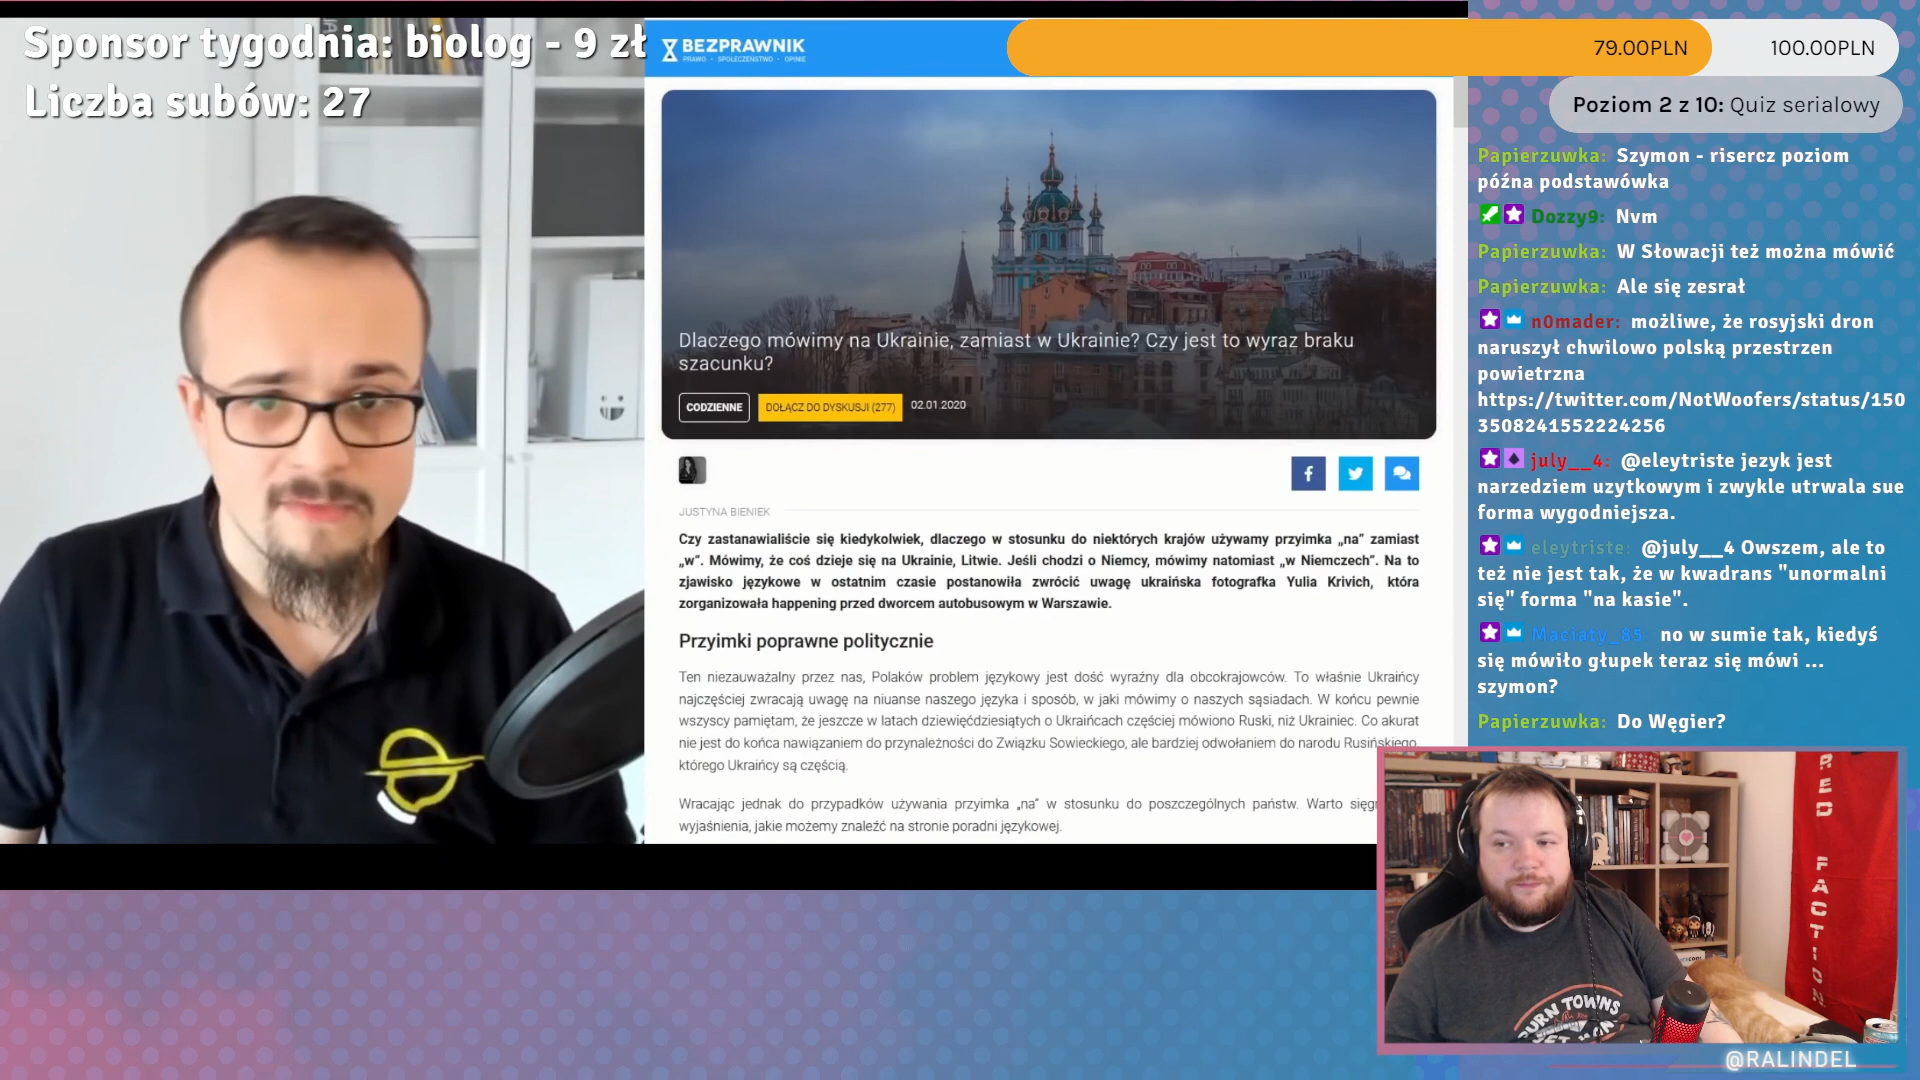 Sponsor tygodnia: biolog - 9 zł
Liczba subów: 27
BEZPRAWNIK
PRAWO • SPOŁECZEŃSTWO • OPINIE
79.00PLN
100.00PLN
Poziom 2 z 10: Quiz serialowy
Dlaczego mówimy na Ukrainie, zamiast w Ukrainie? Czy jest to wyraz braku
szacunku?
CODZIENNE
DOŁĄCZ DO DYSKUSJI (277)
02.01.2020
JUSTYNA BIENIEK
Czy zastanawialiście się kiedykolwiek, dlaczego w stosunku do niektórych krajów używamy przyimka „na” zamiast
„w”. Mówimy, że coś dzieje się na Ukrainie, Litwie. Jeśli chodzi o Niemcy, mówimy natomiast „w Niemczech”. Na to
zjawisko językowe w ostatnim czasie postanowiła zwrócić uwagę ukraińska fotografka Yulia Krivich, która
zorganizowała happening przed dworcem autobusowym w Warszawie.
Przyimki poprawne politycznie
Ten niezauważalny przez nas, Polaków problem językowy jest dość wyraźny dla obcokrajowców. To właśnie Ukraińcy
najczęściej zwracają uwagę na niuanse naszego języka i sposób, w jaki mówimy o naszych sąsiadach. W końcu pewnie
wszyscy pamiętam, że jeszcze w latach dziewięćdziesiątych o Ukraińcach częściej mówiono Ruski, niż Ukrainiec. Co akurat
nie jest do końca nawiązaniem do przynależności do Związku Sowieckiego, ale bardziej odwołaniem do narodu Rusińskiego,
którego Ukraińcy są częścią.
Wracając jednak do przypadków używania przyimka „na” w stosunku do poszczególnych państw. Warto
wyjaśnienia, jakie możemy znaleźć na stronie poradni językowej.
Papierzuwka: Szymon - risercz poziom
późna podstawówka
Dozzy9: Nvm
Papierzuwka: W Słowacji też można mówić
Papierzuwka: Ale się zesrał
n0mader: możliwe, że rosyjski dron
naruszył chwilowo polską przestrzen
powietrzna
https://twitter.com/NotWoofers/status/150
3508241552224256
july__4: @eleytriste jezyk jest
narzedziem uzytkowym i zwykle utrwala sue
forma wygodniejsza.
eleytriste: @july__4 Owszem, ale to
też nie jest tak, że w kwadrans "unormalni
się" forma "na kasie".
Maciaty_85: no w sumie tak, kiedyś
się mówiło głupek teraz się mówi ...
szymon?
Papierzuwka: Do Węgier?
RED FACTION
BURN TOWNS
@RALINDEL